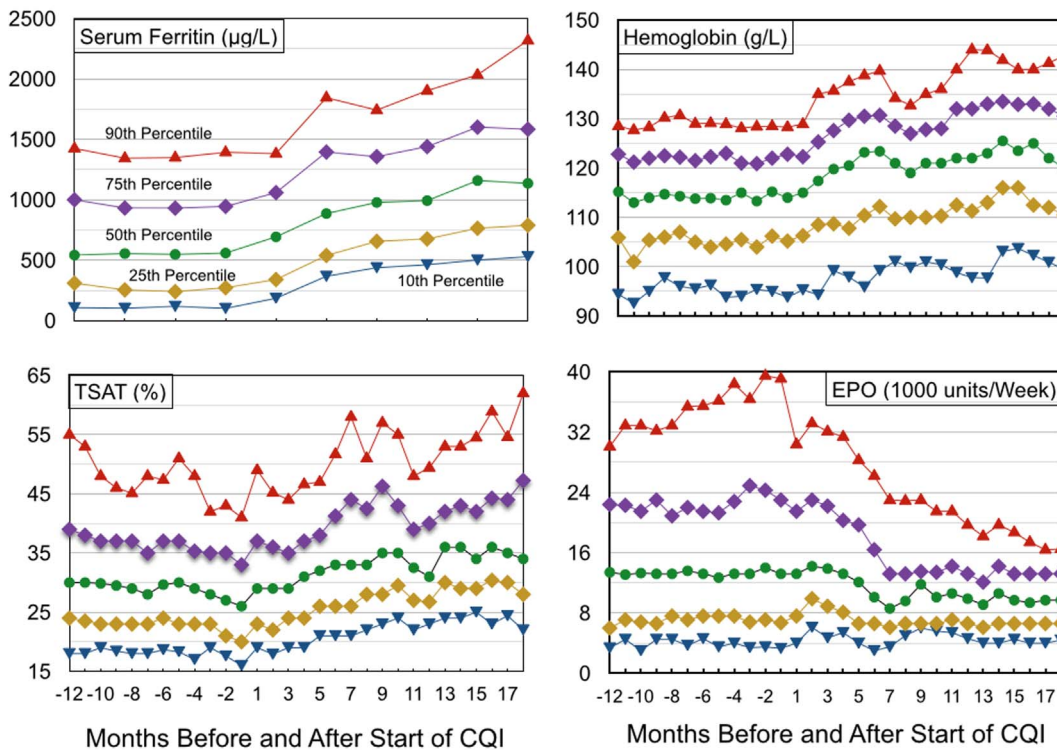 Serum Ferritin (µg/L)
2500
2000
1500
1000
500
0
90th Percentile
75th Percentile
50th Percentile
25th Percentile
10th Percentile
Hemoglobin (g/L)
150
140
130
120
110
100
90
TSAT (%)
65
55
45
35
25
15
-12 -10 -8 -6 -4 -2 1 3 5 7 9 11 13 15 17
Months Before and After Start of CQI
EPO (1000 units/Week)
40
32
24
16
8
0
-12 -10 -8 -6 -4 -2 1 3 5 7 9 11 13 15 17
Months Before and After Start of CQI